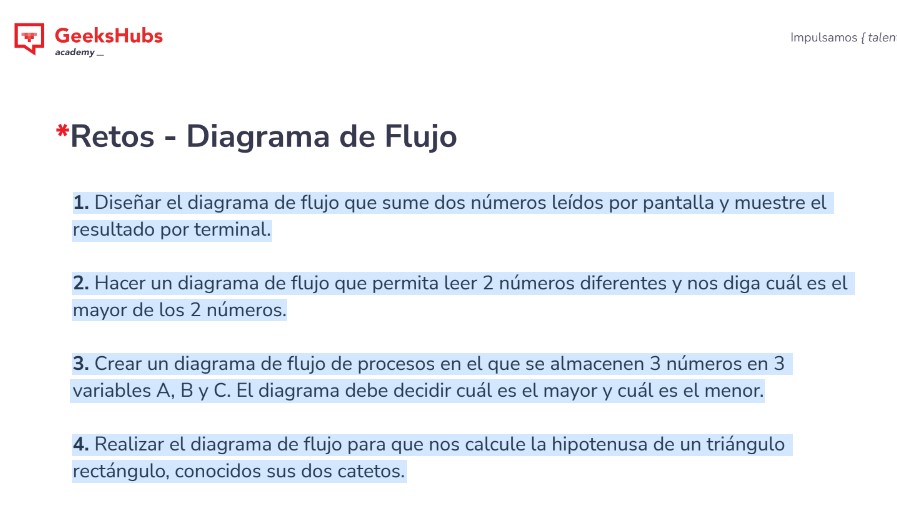 GeeksHubs
academy _
Impulsamos { talen
*Retos - Diagrama de Flujo
1. Diseñar el diagrama de flujo que sume dos números leídos por pantalla y muestre el
resultado por terminal.
2. Hacer un diagrama de flujo que permita leer 2 números diferentes y nos diga cuál es el
mayor de los 2 números.
3. Crear un diagrama de flujo de procesos en el que se almacenen 3 números en 3
variables A, B y C. El diagrama debe decidir cuál es el mayor y cuál es el menor.
4. Realizar el diagrama de flujo para que nos calcule la hipotenusa de un triángulo
rectángulo, conocidos sus dos catetos.